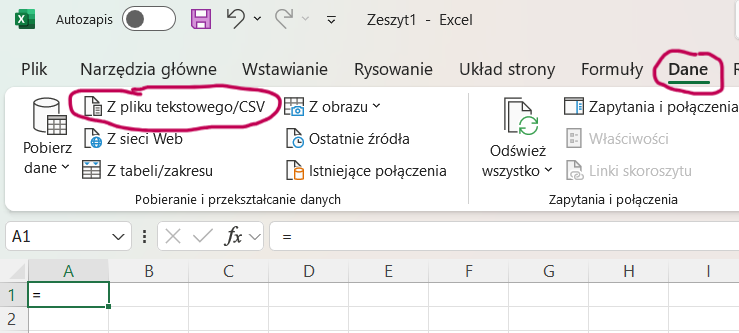 Autozapis Zeszyt1 - Excel
Plik Narzędzia główne Wstawianie Rysowanie Układ strony Formuły Dane R
Z pliku tekstowego/CSV Z obrazu Zapytania i połączenia
Z sieci Web Ostatnie źródła Właściwości
Pobierz dane Z tabeli/zakresu Istniejące połączenia Odśwież wszystko Linki skoroszytu
Pobieranie i przekształcanie danych Zapytania i połączenia
A1 fx =
A B C D E F G H I
1 =
2